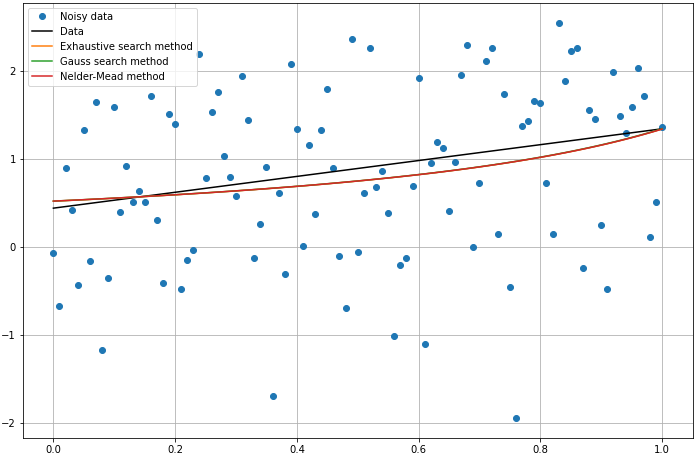 Noisy data
Data
Exhaustive search method
Gauss search method
Nelder-Mead method
2
1
0
−1
−2
0.0 0.2 0.4 0.6 0.8 1.0